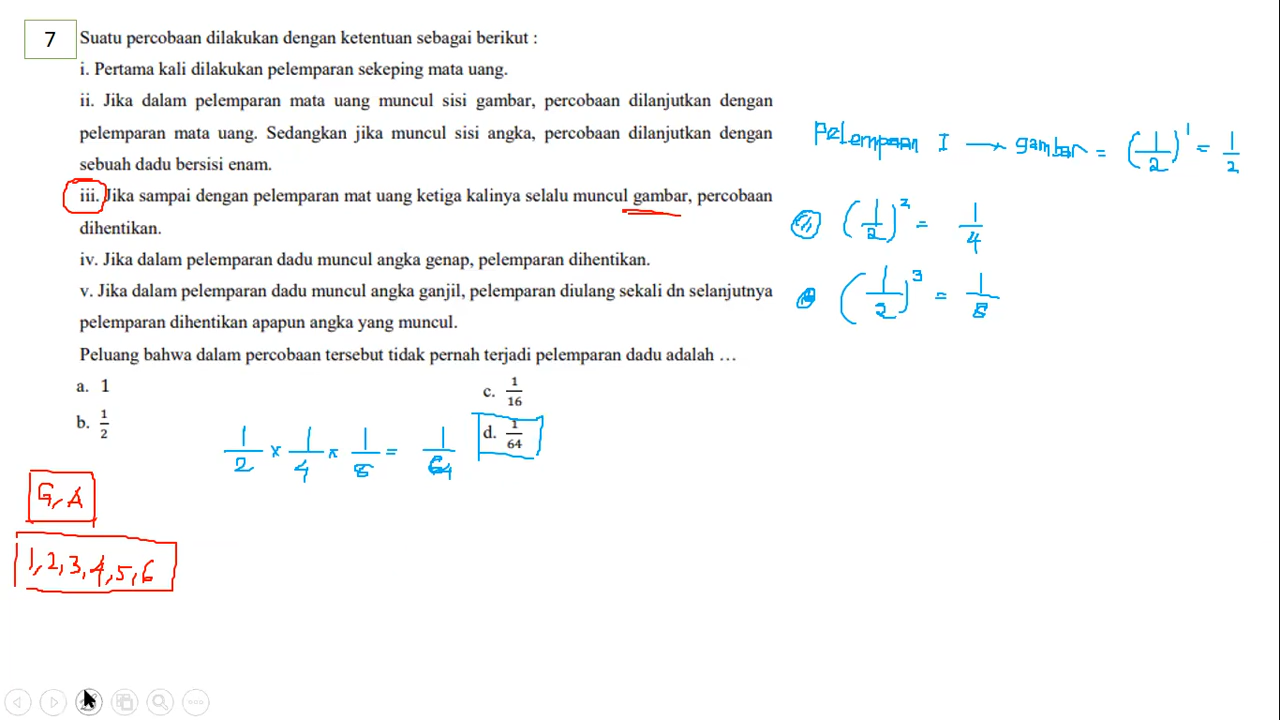 7
Suatu percobaan dilakukan dengan ketentuan sebagai berikut :
i. Pertama kali dilakukan pelemparan sekeping mata uang.
ii. Jika dalam pelemparan mata uang muncul sisi gambar, percobaan dilanjutkan dengan
pelemparan mata uang. Sedangkan jika muncul sisi angka, percobaan dilanjutkan dengan
sebuah dadu bersisi enam.
iii. Jika sampai dengan pelemparan mat uang ketiga kalinya selalu muncul gambar, percobaan
dihentikan.
iv. Jika dalam pelemparan dadu muncul angka genap, pelemparan dihentikan.
v. Jika dalam pelemparan dadu muncul angka ganjil, pelemparan diulang sekali dn selanjutnya
pelemparan dihentikan apapun angka yang muncul.
Peluang bahwa dalam percobaan tersebut tidak pernah terjadi pelemparan dadu adalah …
a. 1
b. 1/2
c. 1/16
d. 1/64
I → gambar = (1/2)^1 = 1/2
(1/2)^2 = 1/4
(1/2)^3 = 1/8
1/2 × 1/4 × 1/8 = 1/64
G, A
1, 2, 3, 4, 5, 6